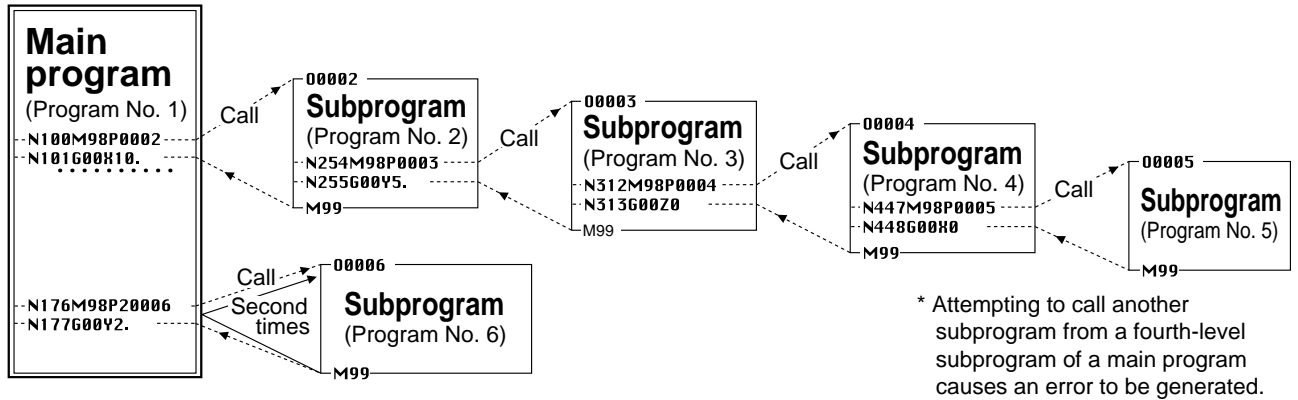 Main
program
(Program No. 1)
N100M98P0002
N101G00X10.
..........
N176M98P20006
N177G00Y2.
Call
O0002
Subprogram
(Program No. 2)
N254M98P0003
N255G00Y5.
M99
Call
O0003
Subprogram
(Program No. 3)
N312M98P0004
N313G00Z0
M99
Call
O0004
Subprogram
(Program No. 4)
N447M98P0005
N448G00X0
M99
Call
O0005
Subprogram
(Program No. 5)
M99
Call
Second
times
O0006
Subprogram
(Program No. 6)
M99
* Attempting to call another
subprogram from a fourth-level
subprogram of a main program
causes an error to be generated.